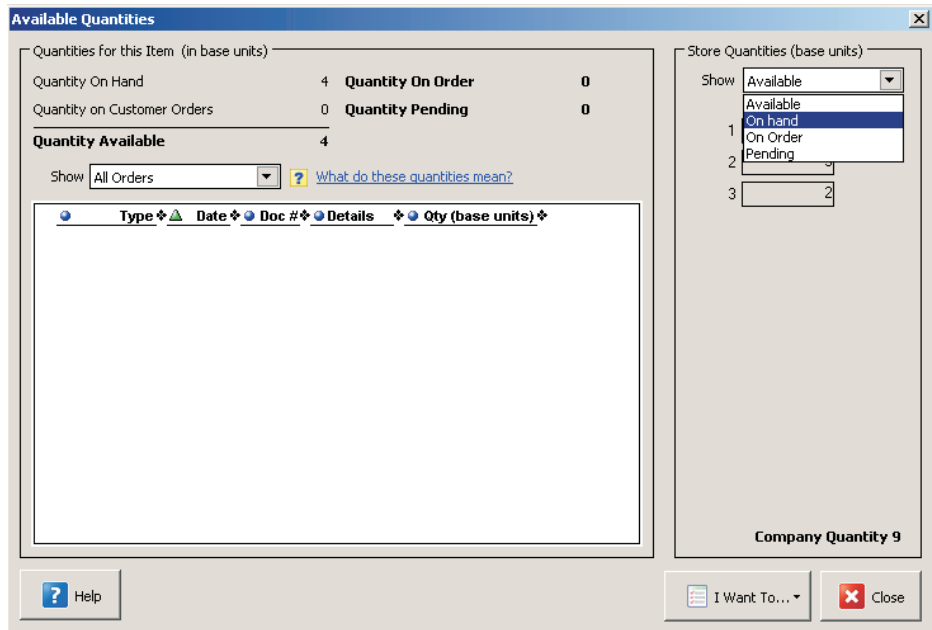 Available Quantities
Quantities for this Item (in base units)
Quantity On Hand 4 Quantity On Order 0
Quantity on Customer Orders 0 Quantity Pending 0
Quantity Available 4
Show All Orders ? What do these quantities mean?
Type Date Doc # Details Qty (base units)
Store Quantities (base units)
Show Available
Available
On hand
On Order
Pending
1
2
3 2
Company Quantity 9
? Help
I Want To...
Close